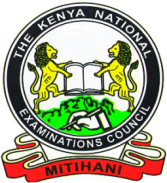 THE KENYA NATIONAL
EXAMINATIONS COUNCIL
MITIHANI